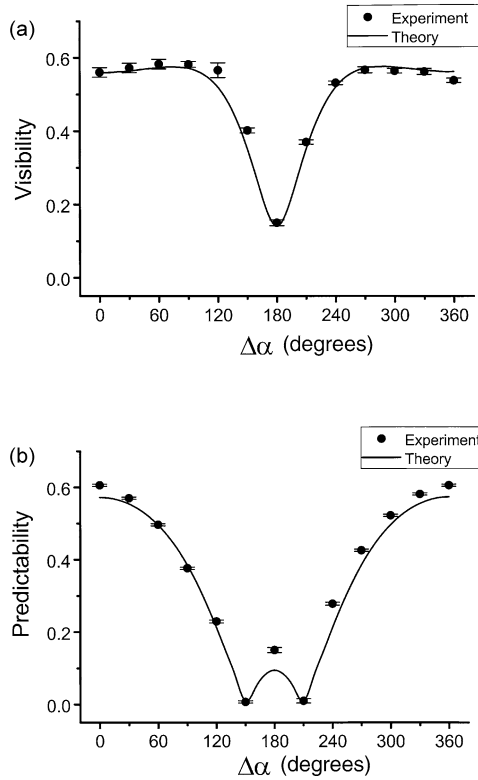 (a)
Experiment
Theory
Visibility
0.6
0.4
0.2
0.0
0 60 120 180 240 300 360
Δα (degrees)
(b)
Experiment
Theory
Predictability
0.6
0.4
0.2
0.0
0 60 120 180 240 300 360
Δα (degrees)